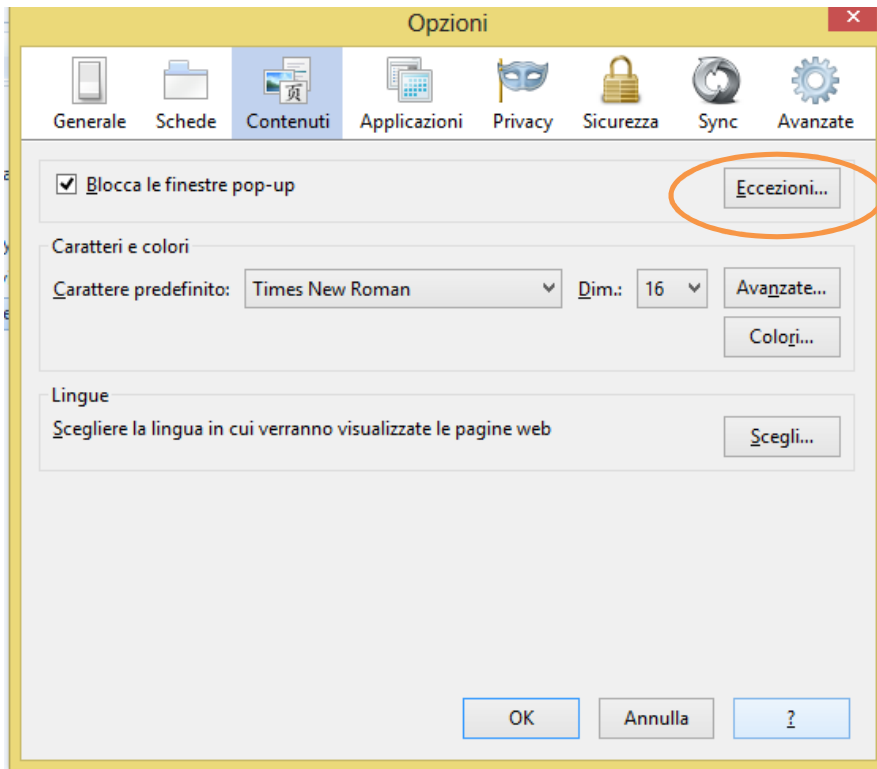 Opzioni
Generale Schede Contenuti Applicazioni Privacy Sicurezza Sync Avanzate
Blocca le finestre pop-up Eccezioni...
Caratteri e colori
Carattere predefinito: Times New Roman Dim.: 16 Avanzate...
Colori...
Lingue
Scegliere la lingua in cui verranno visualizzate le pagine web Scegli...
OK Annulla ?